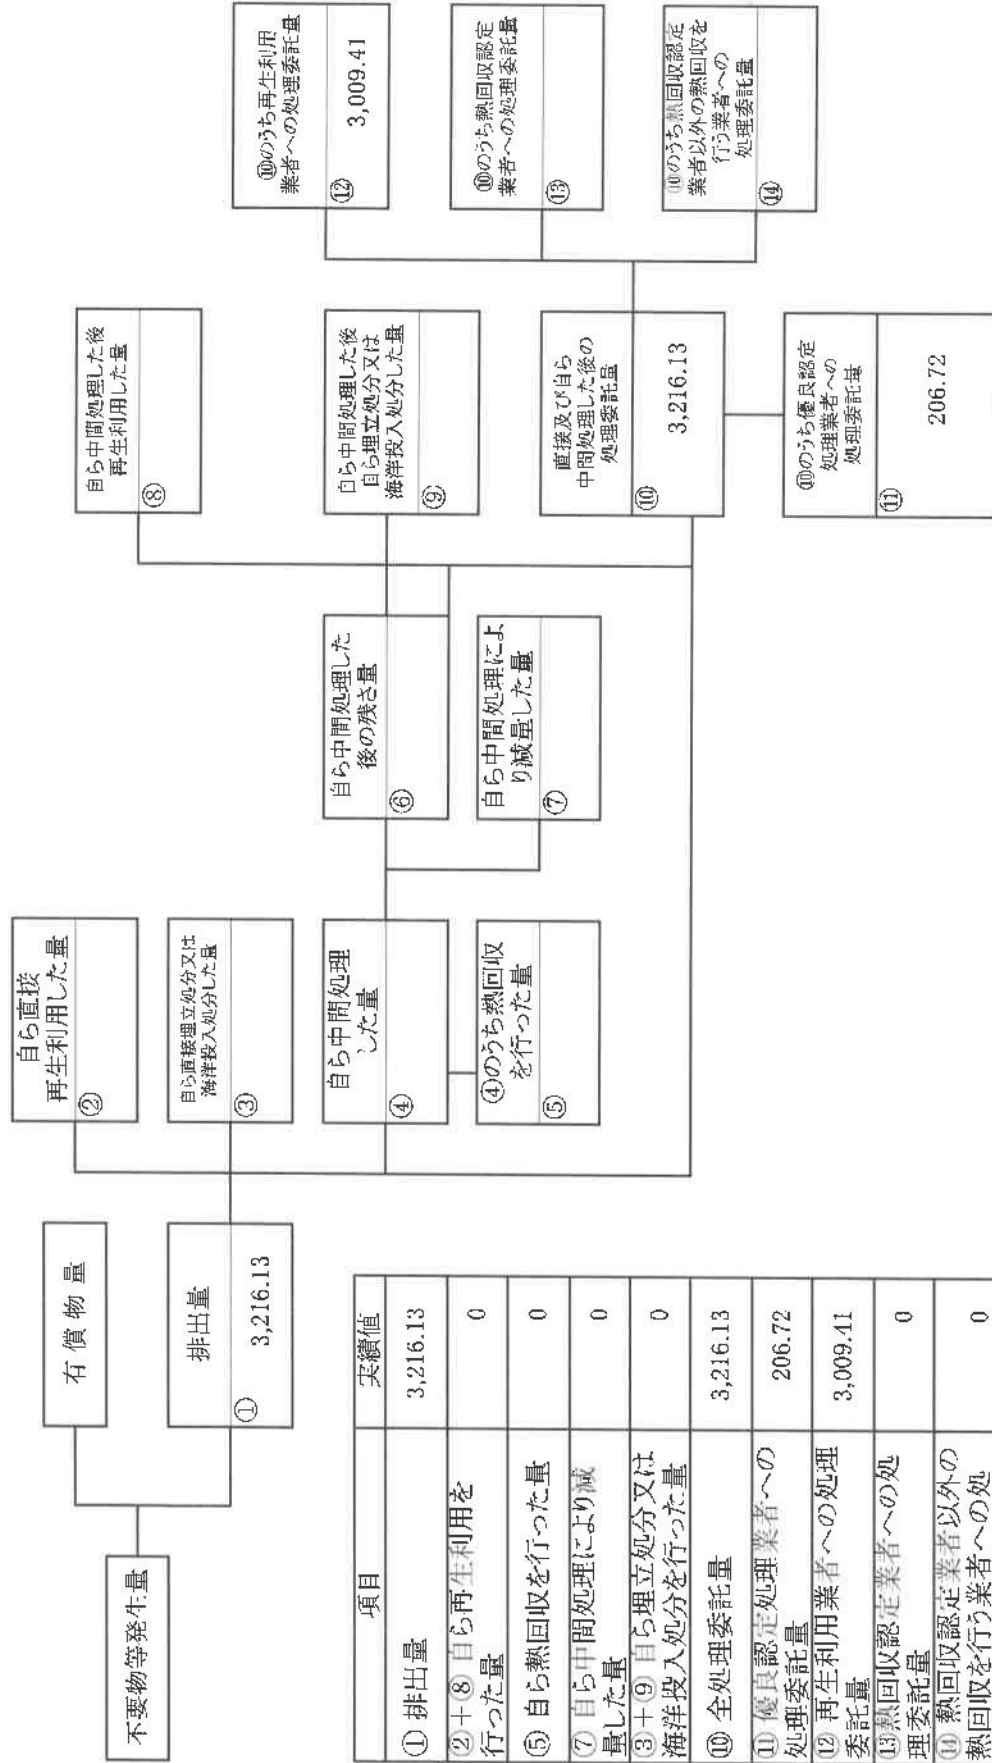 不要物等発生量
有償物量
排出量
①
3,216.13
自ら直接
再生利用した量
②
自ら直接埋立処分又は
海洋投入処分した量
③
自ら中間処理
した量
④
④のうち熱回収
を行った量
⑤
自ら中間処理した
後の残さ量
⑥
自ら中間処理によ
り減量した量
⑦
自ら中間処理した後
再生利用した量
⑧
自ら中間処理した後
自ら埋立処分又は
海洋投入処分した量
⑨
直接及び自ら
中間処理した後の
処理委託量
⑩
3,216.13
⑩のうち優良認定
処理業者への
処理委託量
⑪
206.72
⑩のうち再生利用
業者への処理委託量
⑫
3,009.41
⑩のうち熱回収認定
業者への処理委託量
⑬
⑩のうち熱回収認定
業者以外の熱回収を
行う業者への
処理委託量
⑭
項目 実績値
① 排出量 3,216.13
②+⑧ 自ら再生利用を
行った量 0
⑤ 自ら熱回収を行った量 0
⑦ 自ら中間処理により減
量した量 0
③+⑨ 自ら埋立処分又は
海洋投入処分を行った量 0
⑩ 全処理委託量 3,216.13
⑪ 優良認定処理業者への
処理委託量 206.72
⑫ 再生利用業者への処理
委託量 3,009.41
⑬ 熱回収認定業者への処
理委託量 0
⑭ 熱回収認定業者以外の
熱回収を行う業者への処 0